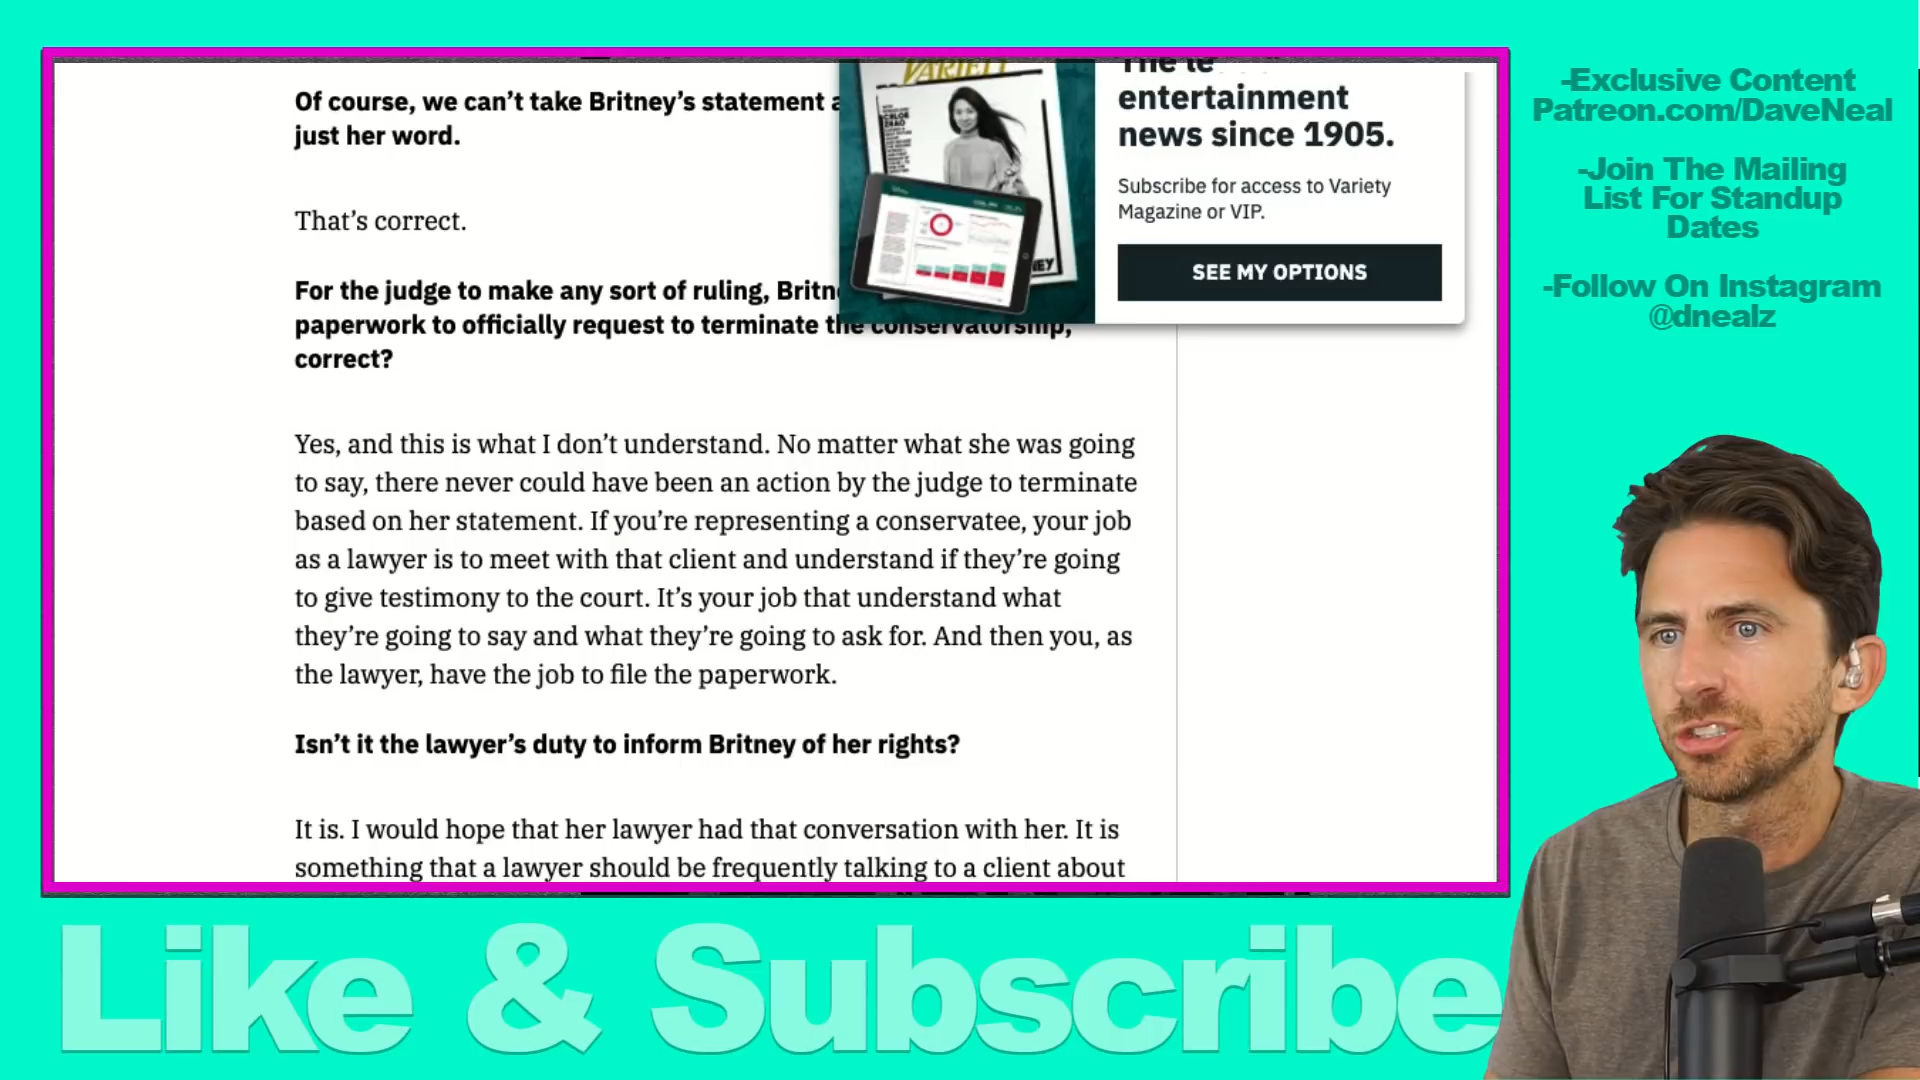 Of course, we can’t take Britney’s statement
just her word.
That’s correct.
For the judge to make any sort of ruling,
paperwork to officially request to terminate the conservatorship,
correct?
Yes, and this is what I don’t understand. No matter what she was going
to say, there never could have been an action by the judge to terminate
based on her statement. If you’re representing a conservatee, your job
as a lawyer is to meet with that client and understand if they’re going
to give testimony to the court. It’s your job that understand what
they’re going to say and what they’re going to ask for. And then you, as
the lawyer, have the job to file the paperwork.
Isn’t it the lawyer’s duty to inform Britney of her rights?
It is. I would hope that her lawyer had that conversation with her. It is
something that a lawyer should be frequently talking to a client about
VARIETY
CHLOÉ
ZHAO
The
entertainment
news since 1905.
Subscribe for access to Variety
Magazine or VIP.
SEE MY OPTIONS
-Exclusive Content
Patreon.com/DaveNeal
-Join The Mailing
List For Standup
Dates
-Follow On Instagram
@dnealz
Like & Subscribe